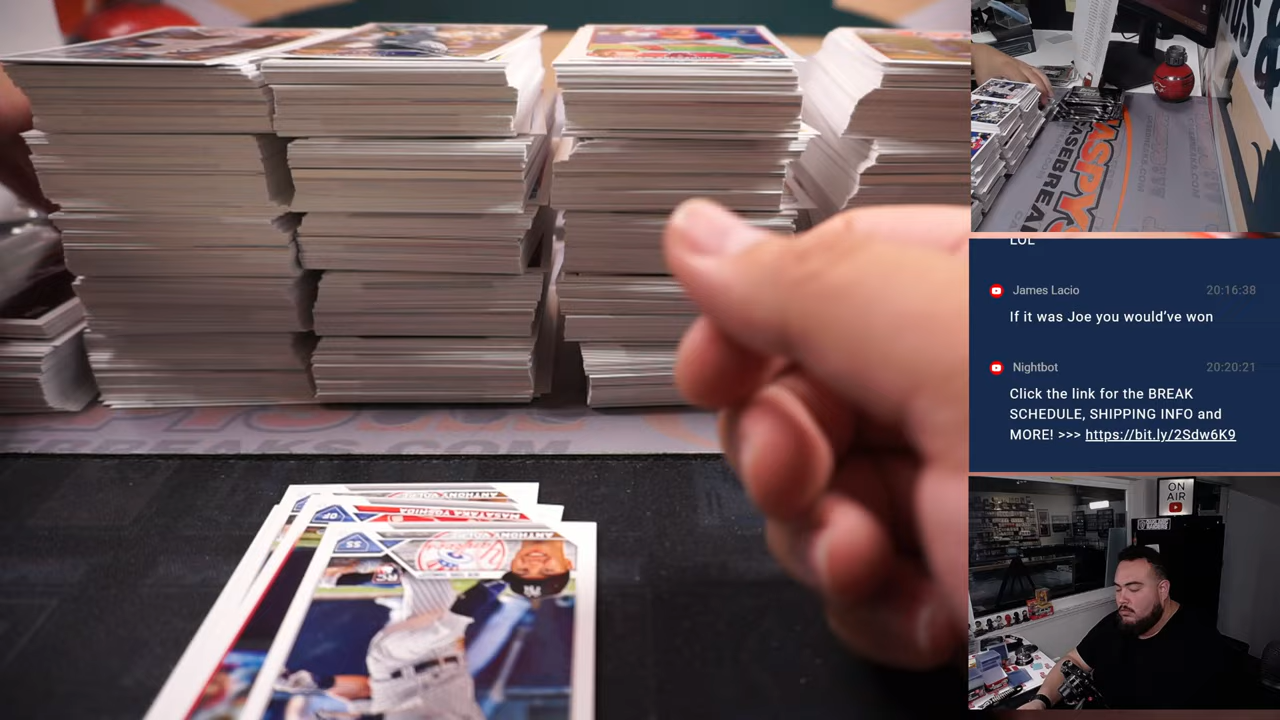 LOL
James Lacio 20:16:38
If it was Joe you would've won
Nightbot 20:20:21
Click the link for the BREAK
SCHEDULE, SHIPPING INFO and
MORE! >>> https://bit.ly/2Sdw6K9
ON
AIR
ANTHONY VOLPE
MASATAKA YOSHIDA
OF
ANTHONY VOLPE
SS